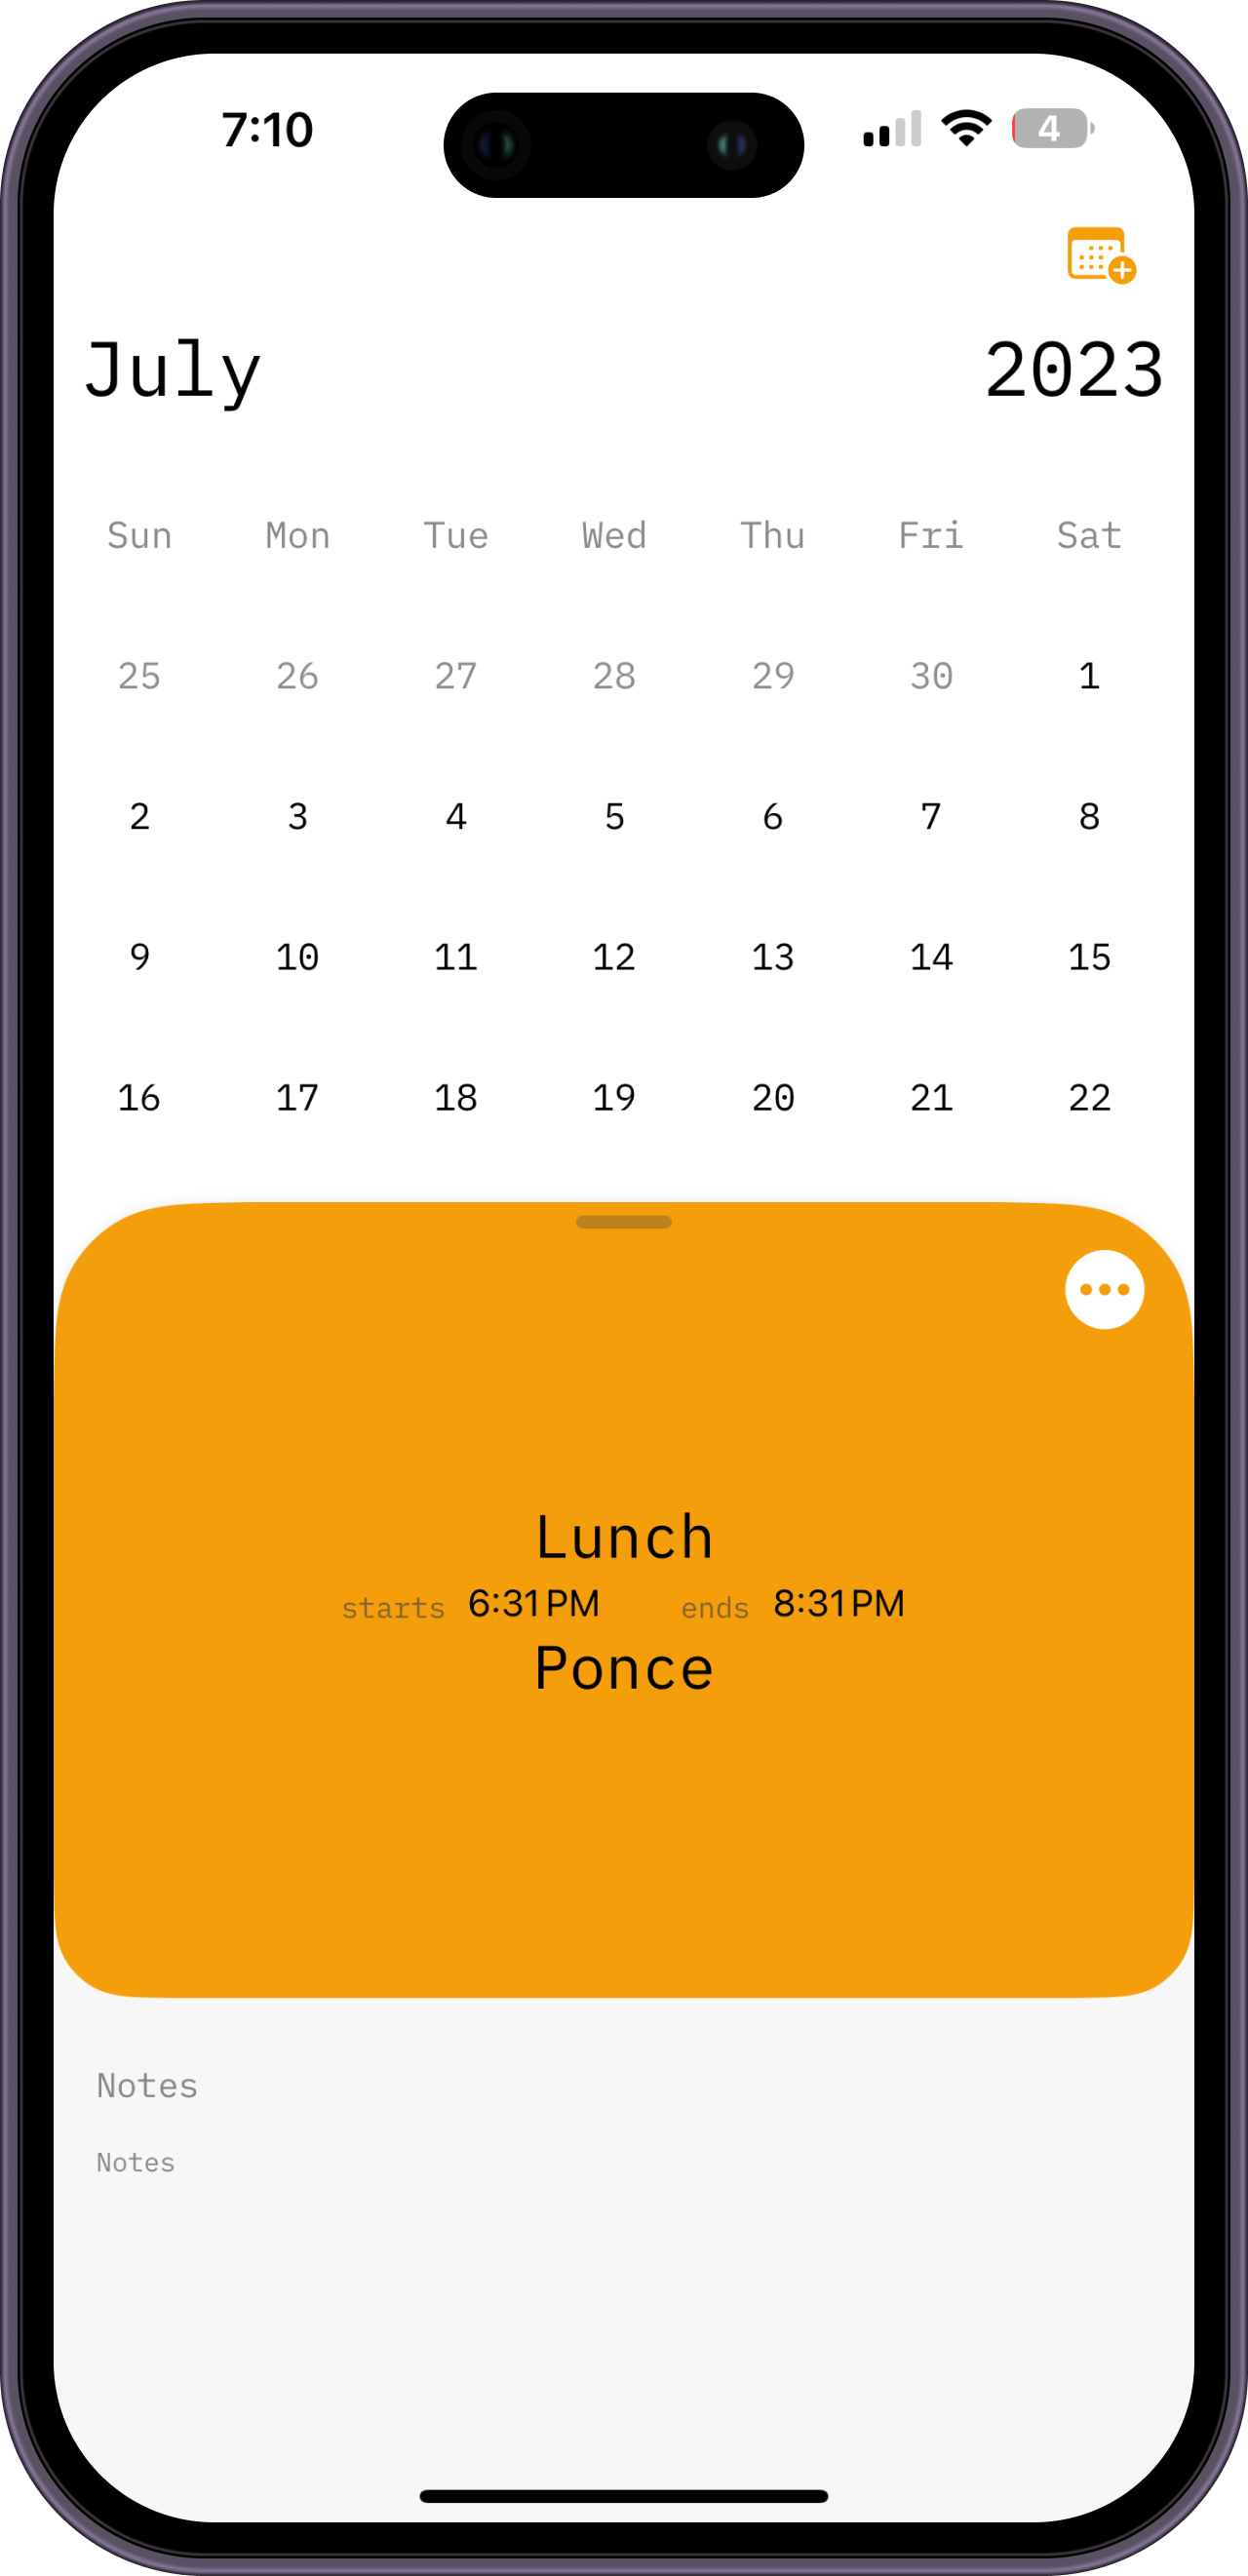 7:10 4
July 2023
Sun Mon Tue Wed Thu Fri Sat
25 26 27 28 29 30 1
2 3 4 5 6 7 8
9 10 11 12 13 14 15
16 17 18 19 20 21 22
Lunch
starts 6:31 PM ends 8:31 PM
Ponce
Notes
Notes